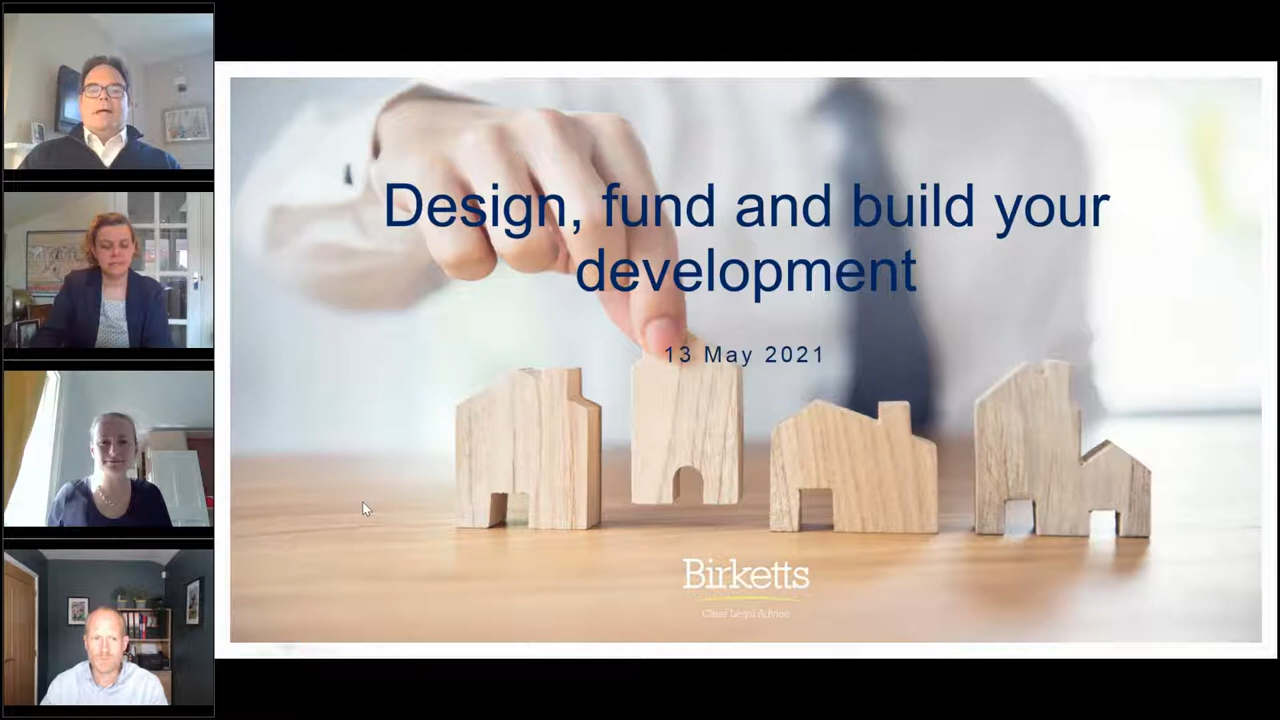 Design, fund and build your
development
13 May 2021
Birketts
Clear Legal Advice